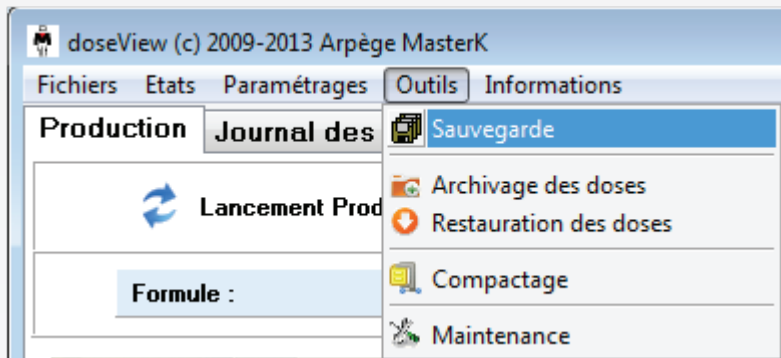 doseView (c) 2009-2013 Arpège MasterK
Fichiers Etats Paramétrages Outils Informations
Production Journal des
Sauvegarde
Archivage des doses
Lancement Prod
Restauration des doses
Compactage
Formule :
Maintenance